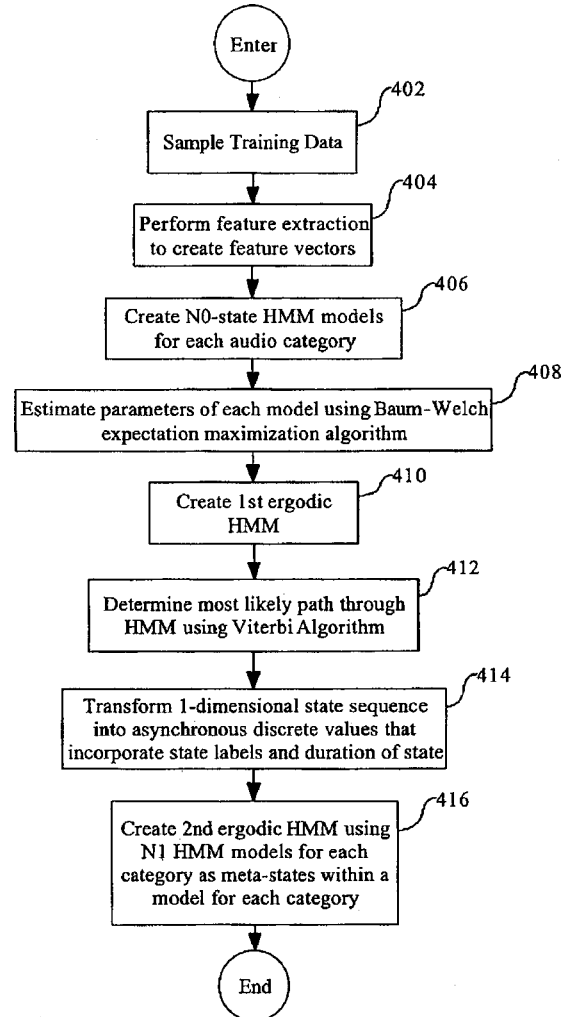 Enter
402
Sample Training Data
404
Perform feature extraction
to create feature vectors
406
Create N0-state HMM models
for each audio category
408
Estimate parameters of each model using Baum-Welch
expectation maximization algorithm
410
Create 1st ergodic
HMM
412
Determine most likely path through
HMM using Viterbi Algorithm
414
Transform 1-dimensional state sequence
into asynchronous discrete values that
incorporate state labels and duration of state
416
Create 2nd ergodic HMM using
N1 HMM models for each
category as meta-states within a
model for each category
End